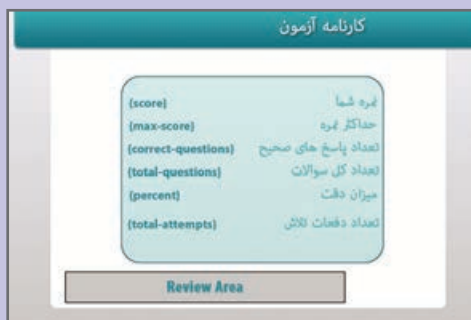 کارنامه آزمون
نمره شما (score)
حداکثر نمره (max-score)
تعداد پاسخ های صحیح (correct-questions)
تعداد کل سوالات (total-questions)
میزان دقت (percent)
تعداد دفعات تلاش (total-attempts)
Review Area